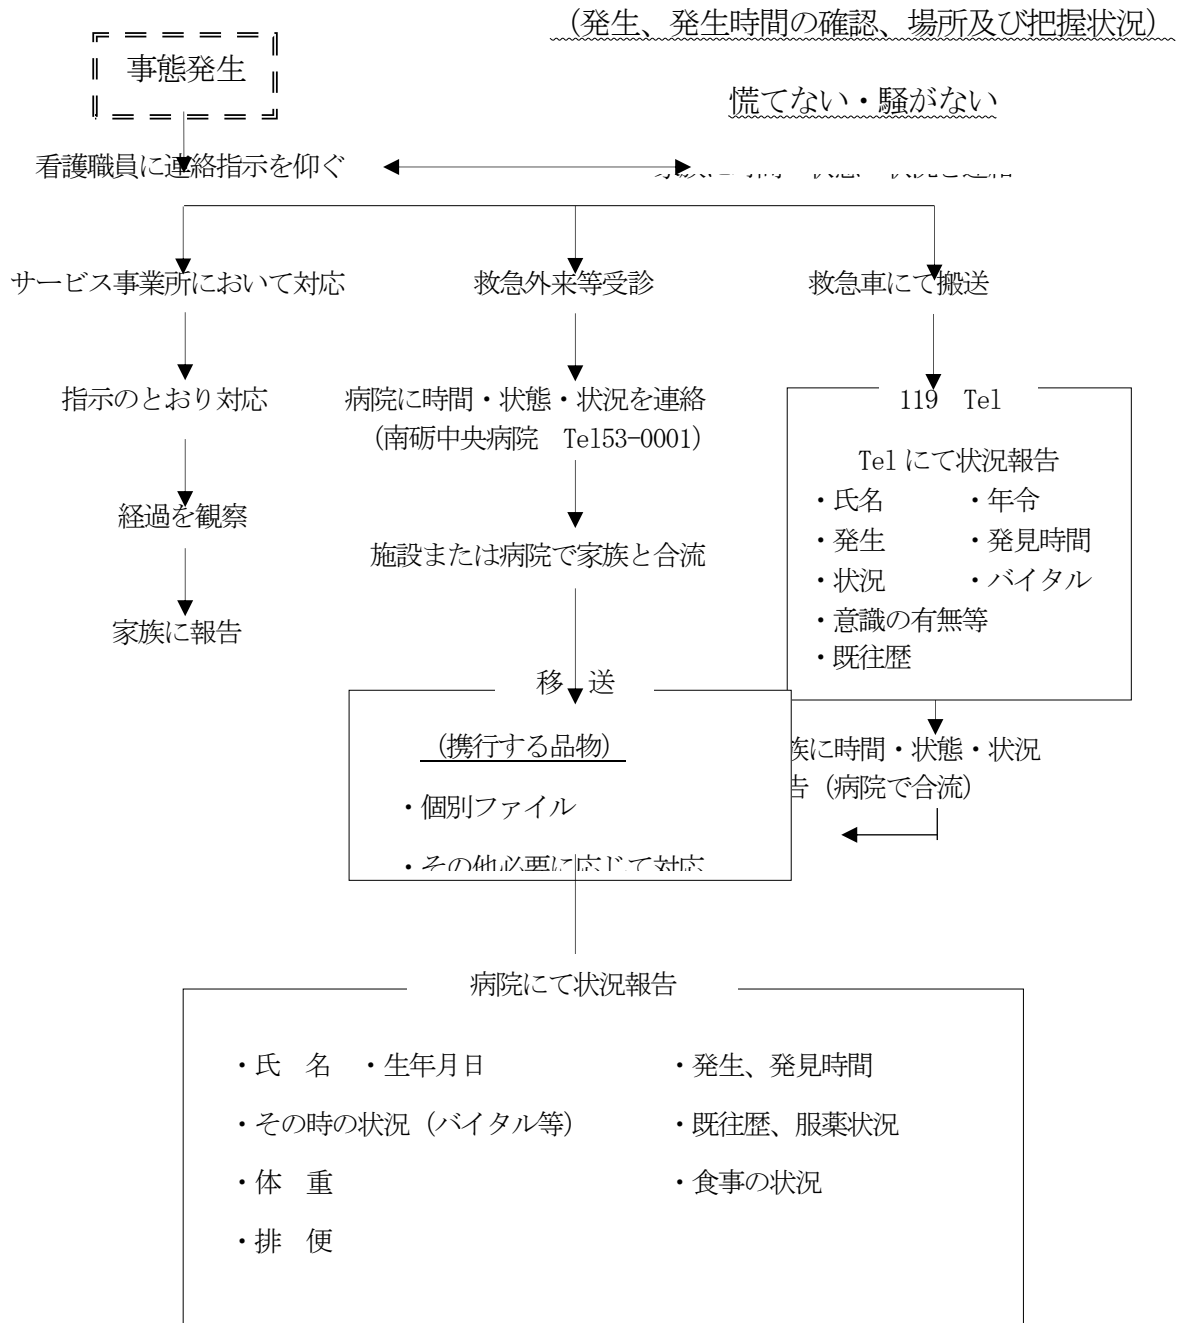 （発生、発生時間の確認、場所及び把握状況）
事態発生
慌てない・騒がない
看護職員に連絡指示を仰ぐ
サービス事業所において対応
救急外来等受診
救急車にて搬送
指示のとおり対応
病院に時間・状態・状況を連絡
（南砺中央病院　Tel53-0001）
119　Tel
Tel にて状況報告
・氏名　・年令
・発生　・発見時間
・状況　・バイタル
・意識の有無等
・既往歴
経過を観察
施設または病院で家族と合流
家族に報告
移　送
（携行する品物）
・個別ファイル
・その他必要に応じて対応
族に時間・状態・状況
告（病院で合流）
病院にて状況報告
・氏　名　・生年月日　・発生、発見時間
・その時の状況（バイタル等）　・既往歴、服薬状況
・体　重　・食事の状況
・排　便